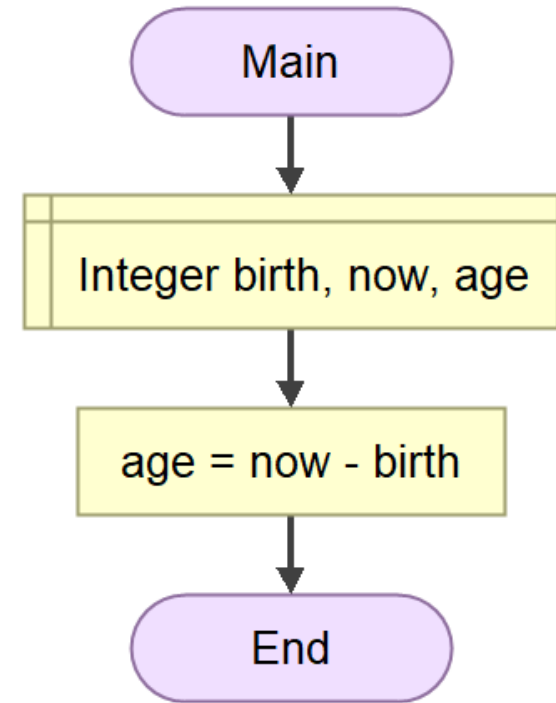 Main
Integer birth, now, age
age = now - birth
End